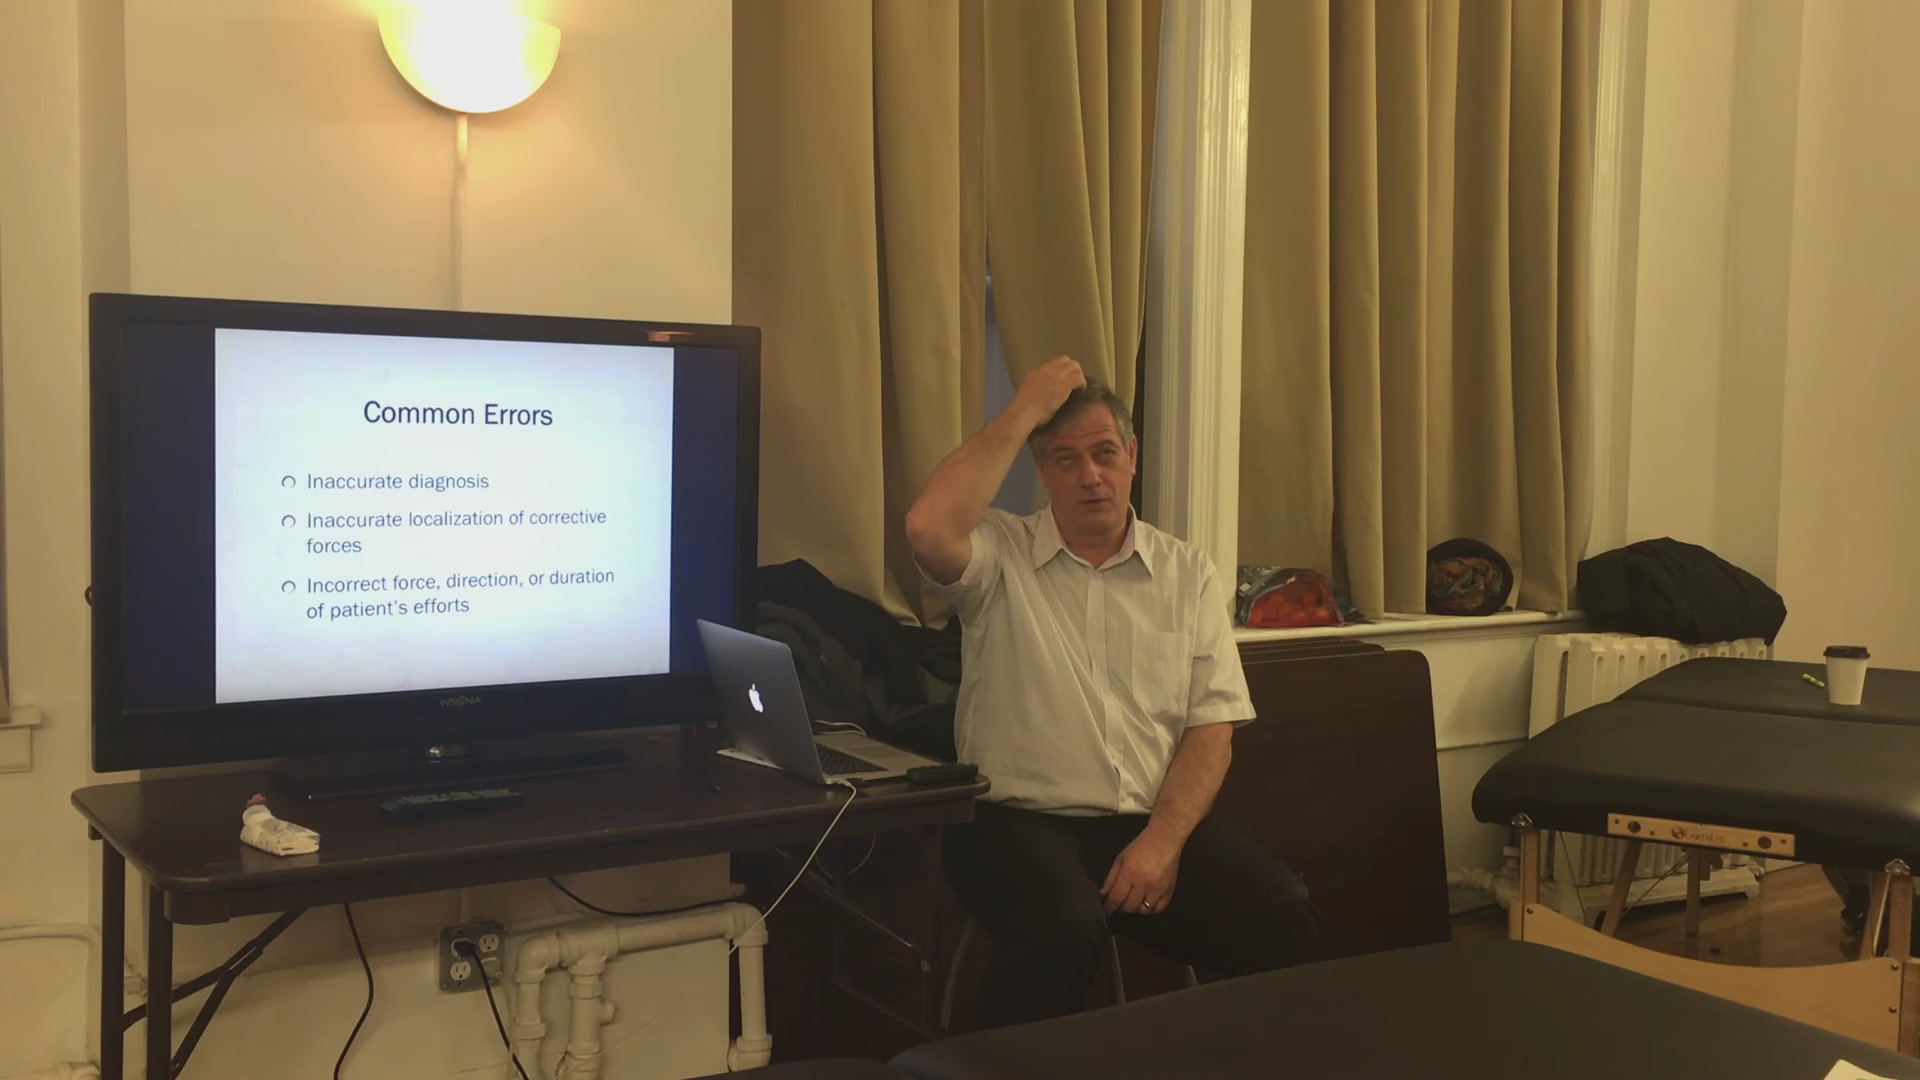 Common Errors
Inaccurate diagnosis
Inaccurate localization of corrective
forces
Incorrect force, direction, or duration
of patient's efforts
INSIGNIA